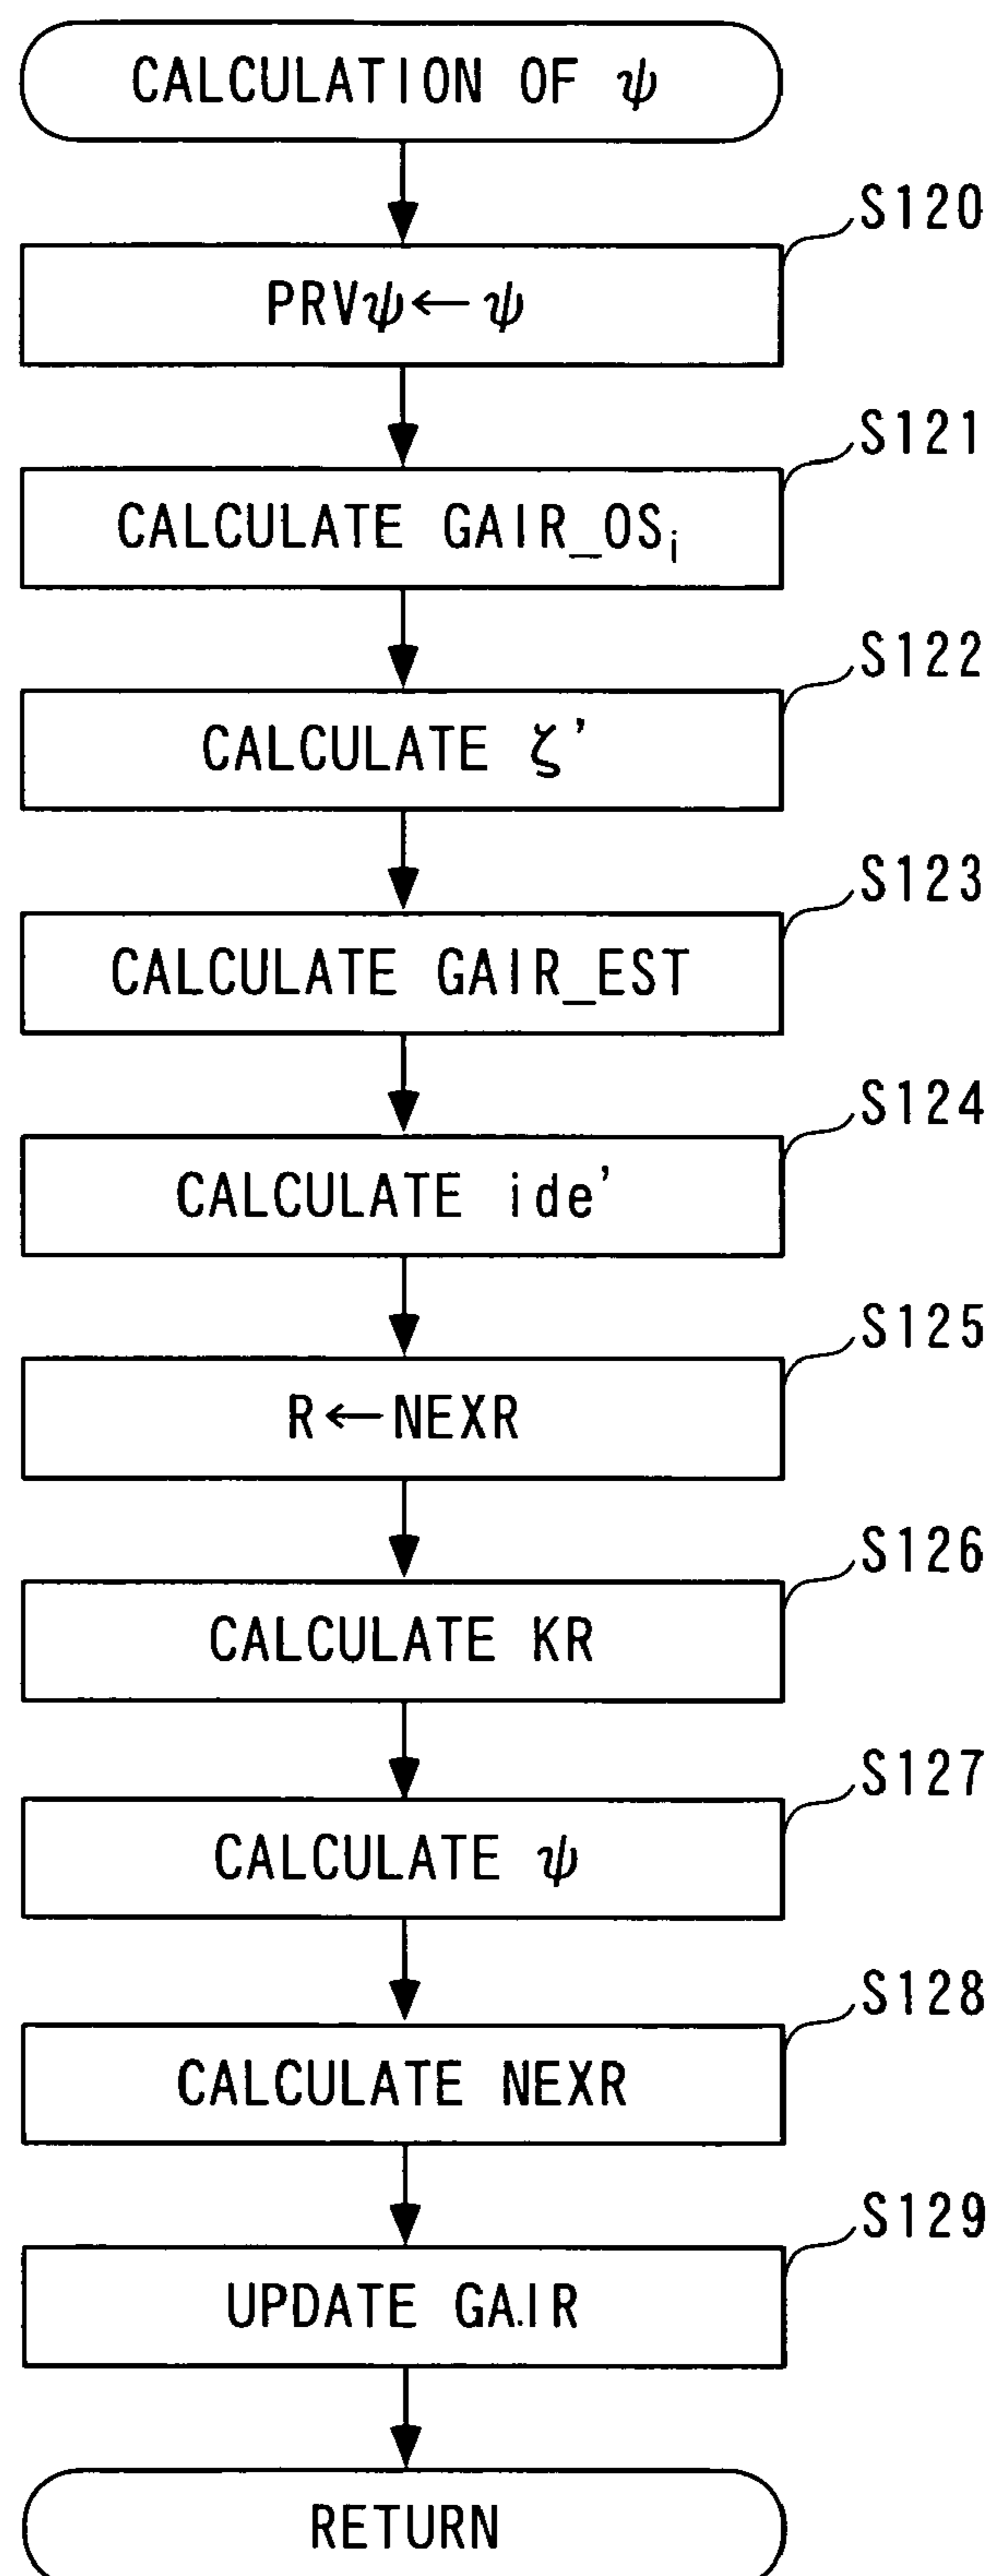 CALCULATION OF ψ
S120
PRVψ←ψ
S121
CALCULATE GAIR_OSi
S122
CALCULATE ζ'
S123
CALCULATE GAIR_EST
S124
CALCULATE ide'
S125
R←NEXR
S126
CALCULATE KR
S127
CALCULATE ψ
S128
CALCULATE NEXR
S129
UPDATE GAIR
RETURN